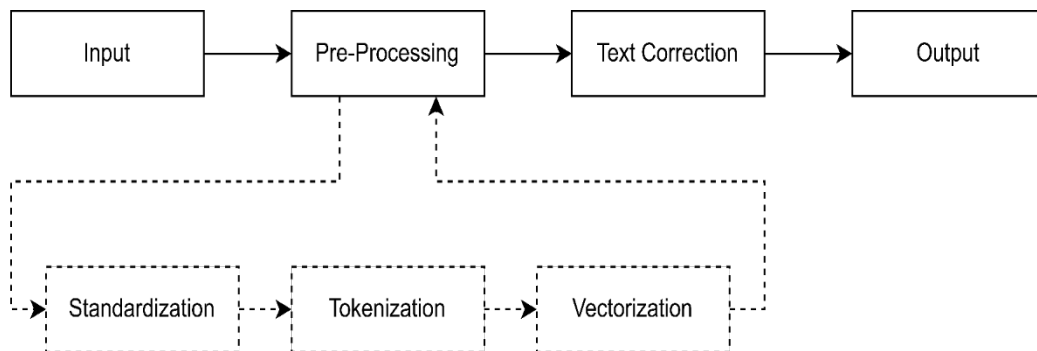 Input
Pre-Processing
Text Correction
Output
Standardization
Tokenization
Vectorization